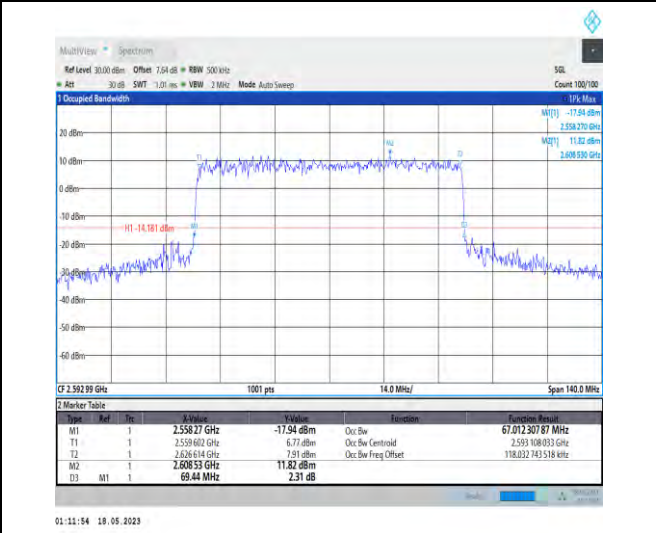 MultiView Spectrum
Ref Level 30.00 dBm Offset 7.64 dB RBW 500 kHz SGL
Att 30 dB SWT 1.01 ms VBW 2 MHz Mode Auto Sweep Count 100/100
1 Occupied Bandwidth 1Pk Max
M1[1] -17.94 dBm
2.558 270 GHz
M2[1] 11.82 dBm
2.608 530 GHz
20 dBm
10 dBm
0 dBm
-10 dBm
H1 -14.181 dBm
-20 dBm
-30 dBm
-40 dBm
-50 dBm
-60 dBm
T1
M2
M1
CF 2.592 99 GHz 1001 pts 14.0 MHz/ Span 140.0 MHz
2 Marker Table
Type Ref Trc X-Value Y-Value Function Function Result
M1 1 2.558 27 GHz -17.94 dBm Occ Bw 67.012 307 87 MHz
T1 1 2.559 602 GHz 6.77 dBm Occ Bw Centroid 2.593 108 033 GHz
T2 1 2.626 614 GHz 7.91 dBm Occ Bw Freq Offset 118.032 743 518 kHz
M2 1 2.608 53 GHz 11.82 dBm
D3 M1 1 69.44 MHz 2.31 dB
01:11:54 18.05.2023